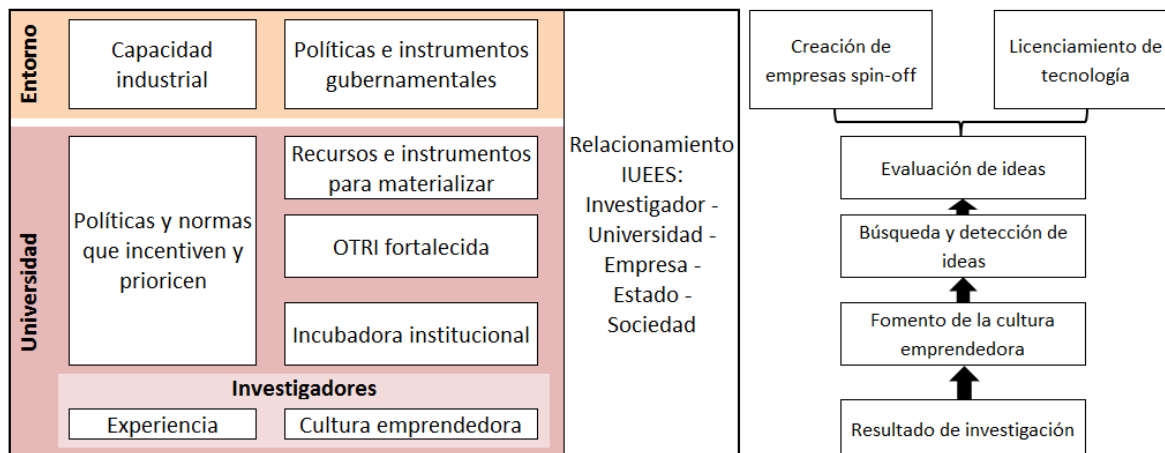 Entorno
Capacidad
industrial
Políticas e instrumentos
gubernamentales
Universidad
Políticas y normas
que incentiven y
prioricen
Recursos e instrumentos
para materializar
OTRI fortalecida
Incubadora institucional
Investigadores
Experiencia
Cultura emprendedora
Relacionamiento
IUEES:
Investigador -
Universidad -
Empresa -
Estado -
Sociedad
Creación de
empresas spin-off
Licenciamiento de
tecnología
Evaluación de ideas
Búsqueda y detección de
ideas
Fomento de la cultura
emprendedora
Resultado de investigación